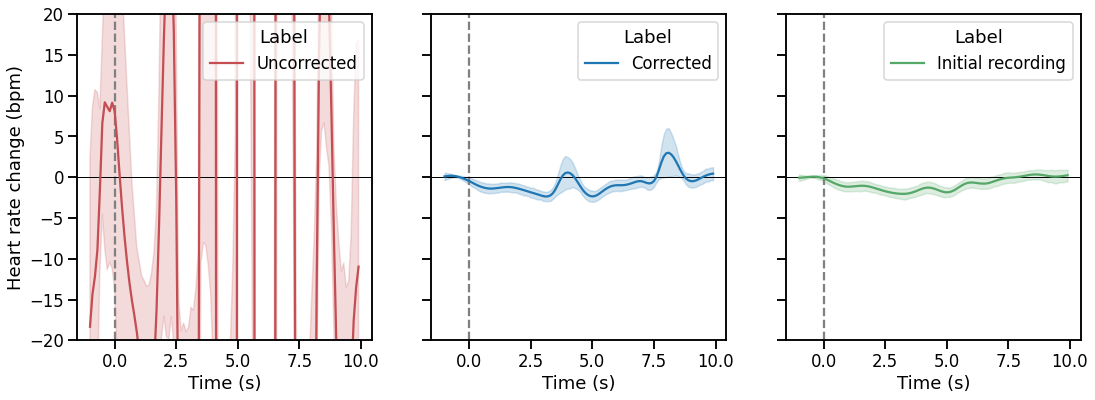 Heart rate change (bpm)
20
15
10
5
0
−5
−10
−15
−20
0.0 2.5 5.0 7.5 10.0
Time (s)
Label
Uncorrected
0.0 2.5 5.0 7.5 10.0
Time (s)
Label
Corrected
0.0 2.5 5.0 7.5 10.0
Time (s)
Label
Initial recording